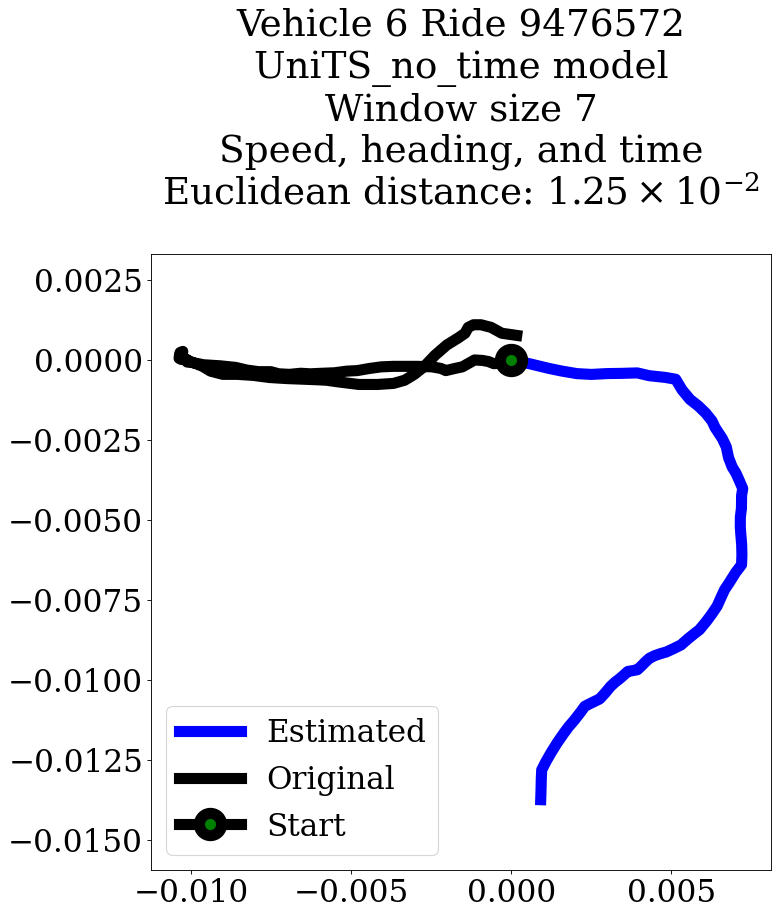 Vehicle 6 Ride 9476572
UniTS_no_time model
Window size 7
Speed, heading, and time
Euclidean distance: 1.25 × 10⁻²
0.0025
0.0000
−0.0025
−0.0050
−0.0075
−0.0100
−0.0125
−0.0150
Estimated
Original
Start
−0.010 −0.005 0.000 0.005